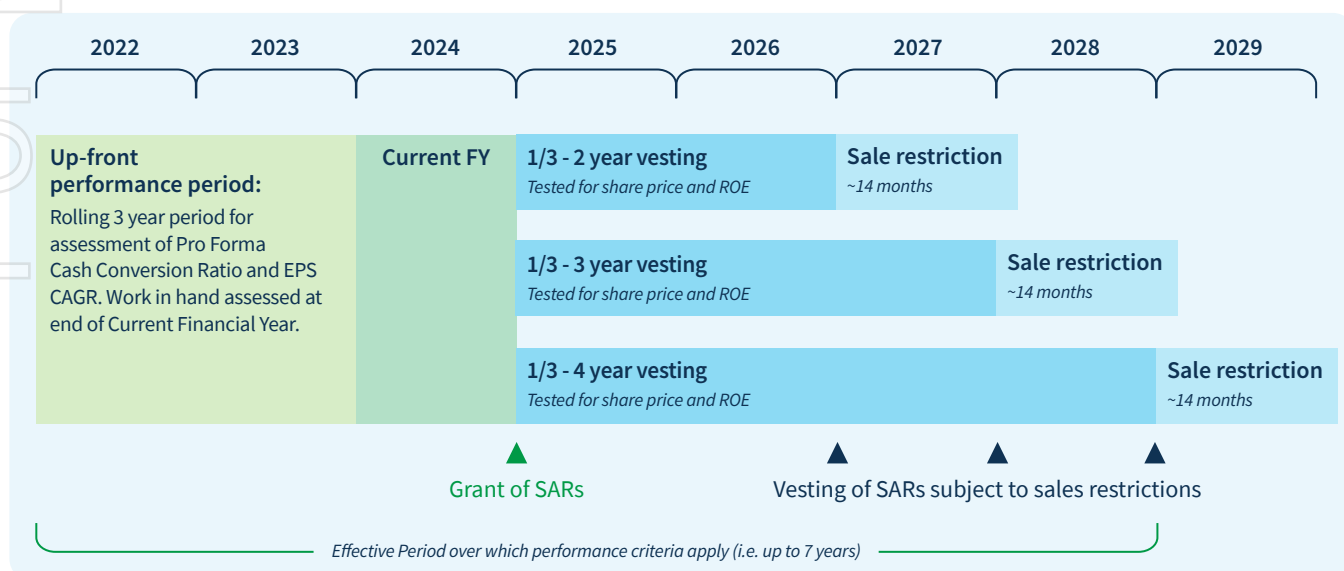 2022 2023 2024 2025 2026 2027 2028 2029
Up-front
performance period:
Rolling 3 year period for
assessment of Pro Forma
Cash Conversion Ratio and EPS
CAGR. Work in hand assessed at
end of Current Financial Year.
Current FY
1/3 - 2 year vesting
Tested for share price and ROE
Sale restriction
~14 months
1/3 - 3 year vesting
Tested for share price and ROE
Sale restriction
~14 months
1/3 - 4 year vesting
Tested for share price and ROE
Sale restriction
~14 months
Grant of SARs
Vesting of SARs subject to sales restrictions
Effective Period over which performance criteria apply (i.e. up to 7 years)